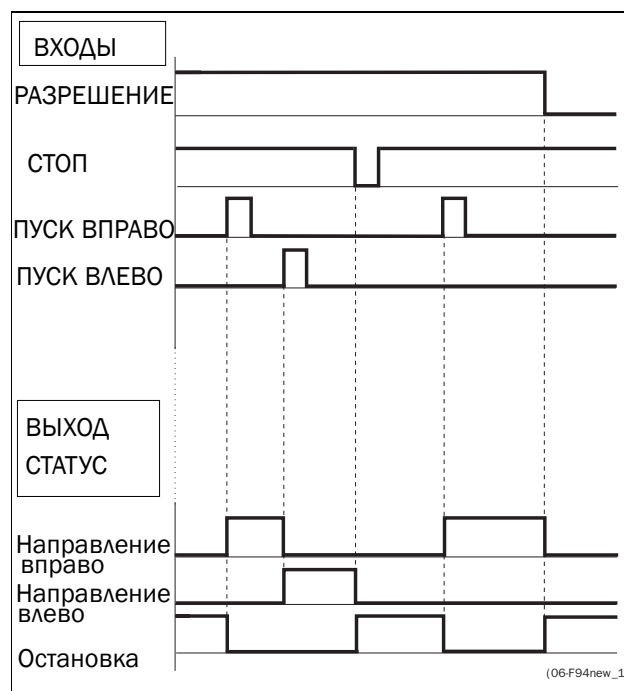 ВХОДЫ
РАЗРЕШЕНИЕ
СТОП
ПУСК ВПРАВО
ПУСК ВЛЕВО
ВЫХОД
СТАТУС
Направление
вправо
Направление
влево
Остановка
(06-F94new_1